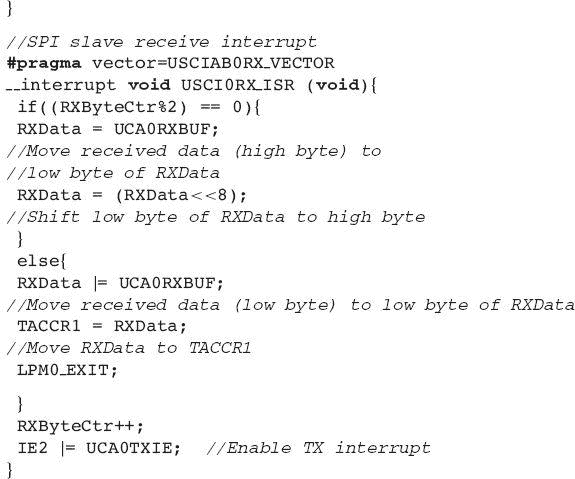 }
//SPI slave receive interrupt
#pragma vector=USCIAB0RX_VECTOR
__interrupt void USCI0RX_ISR (void){
if((RXByteCtr%2) == 0){
RXData = UCA0RXBUF;
//Move received data (high byte) to
//low byte of RXData
RXData = (RXData<<8);
//Shift low byte of RXData to high byte
}
else{
RXData |= UCA0RXBUF;
//Move received data (low byte) to low byte of RXData
TACCR1 = RXData;
//Move RXData to TACCR1
LPM0_EXIT;
}
RXByteCtr++;
IE2 |= UCA0TXIE; //Enable TX interrupt
}